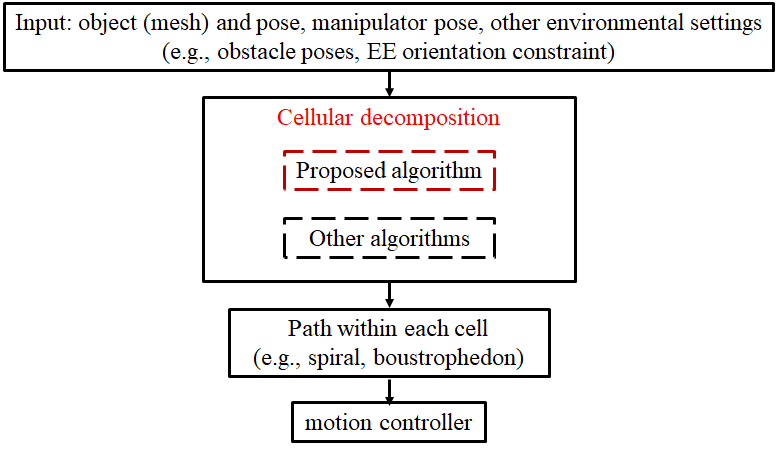 Input: object (mesh) and pose, manipulator pose, other environmental settings
(e.g., obstacle poses, EE orientation constraint)
Cellular decomposition
Proposed algorithm
Other algorithms
Path within each cell
(e.g., spiral, boustrophedon)
motion controller